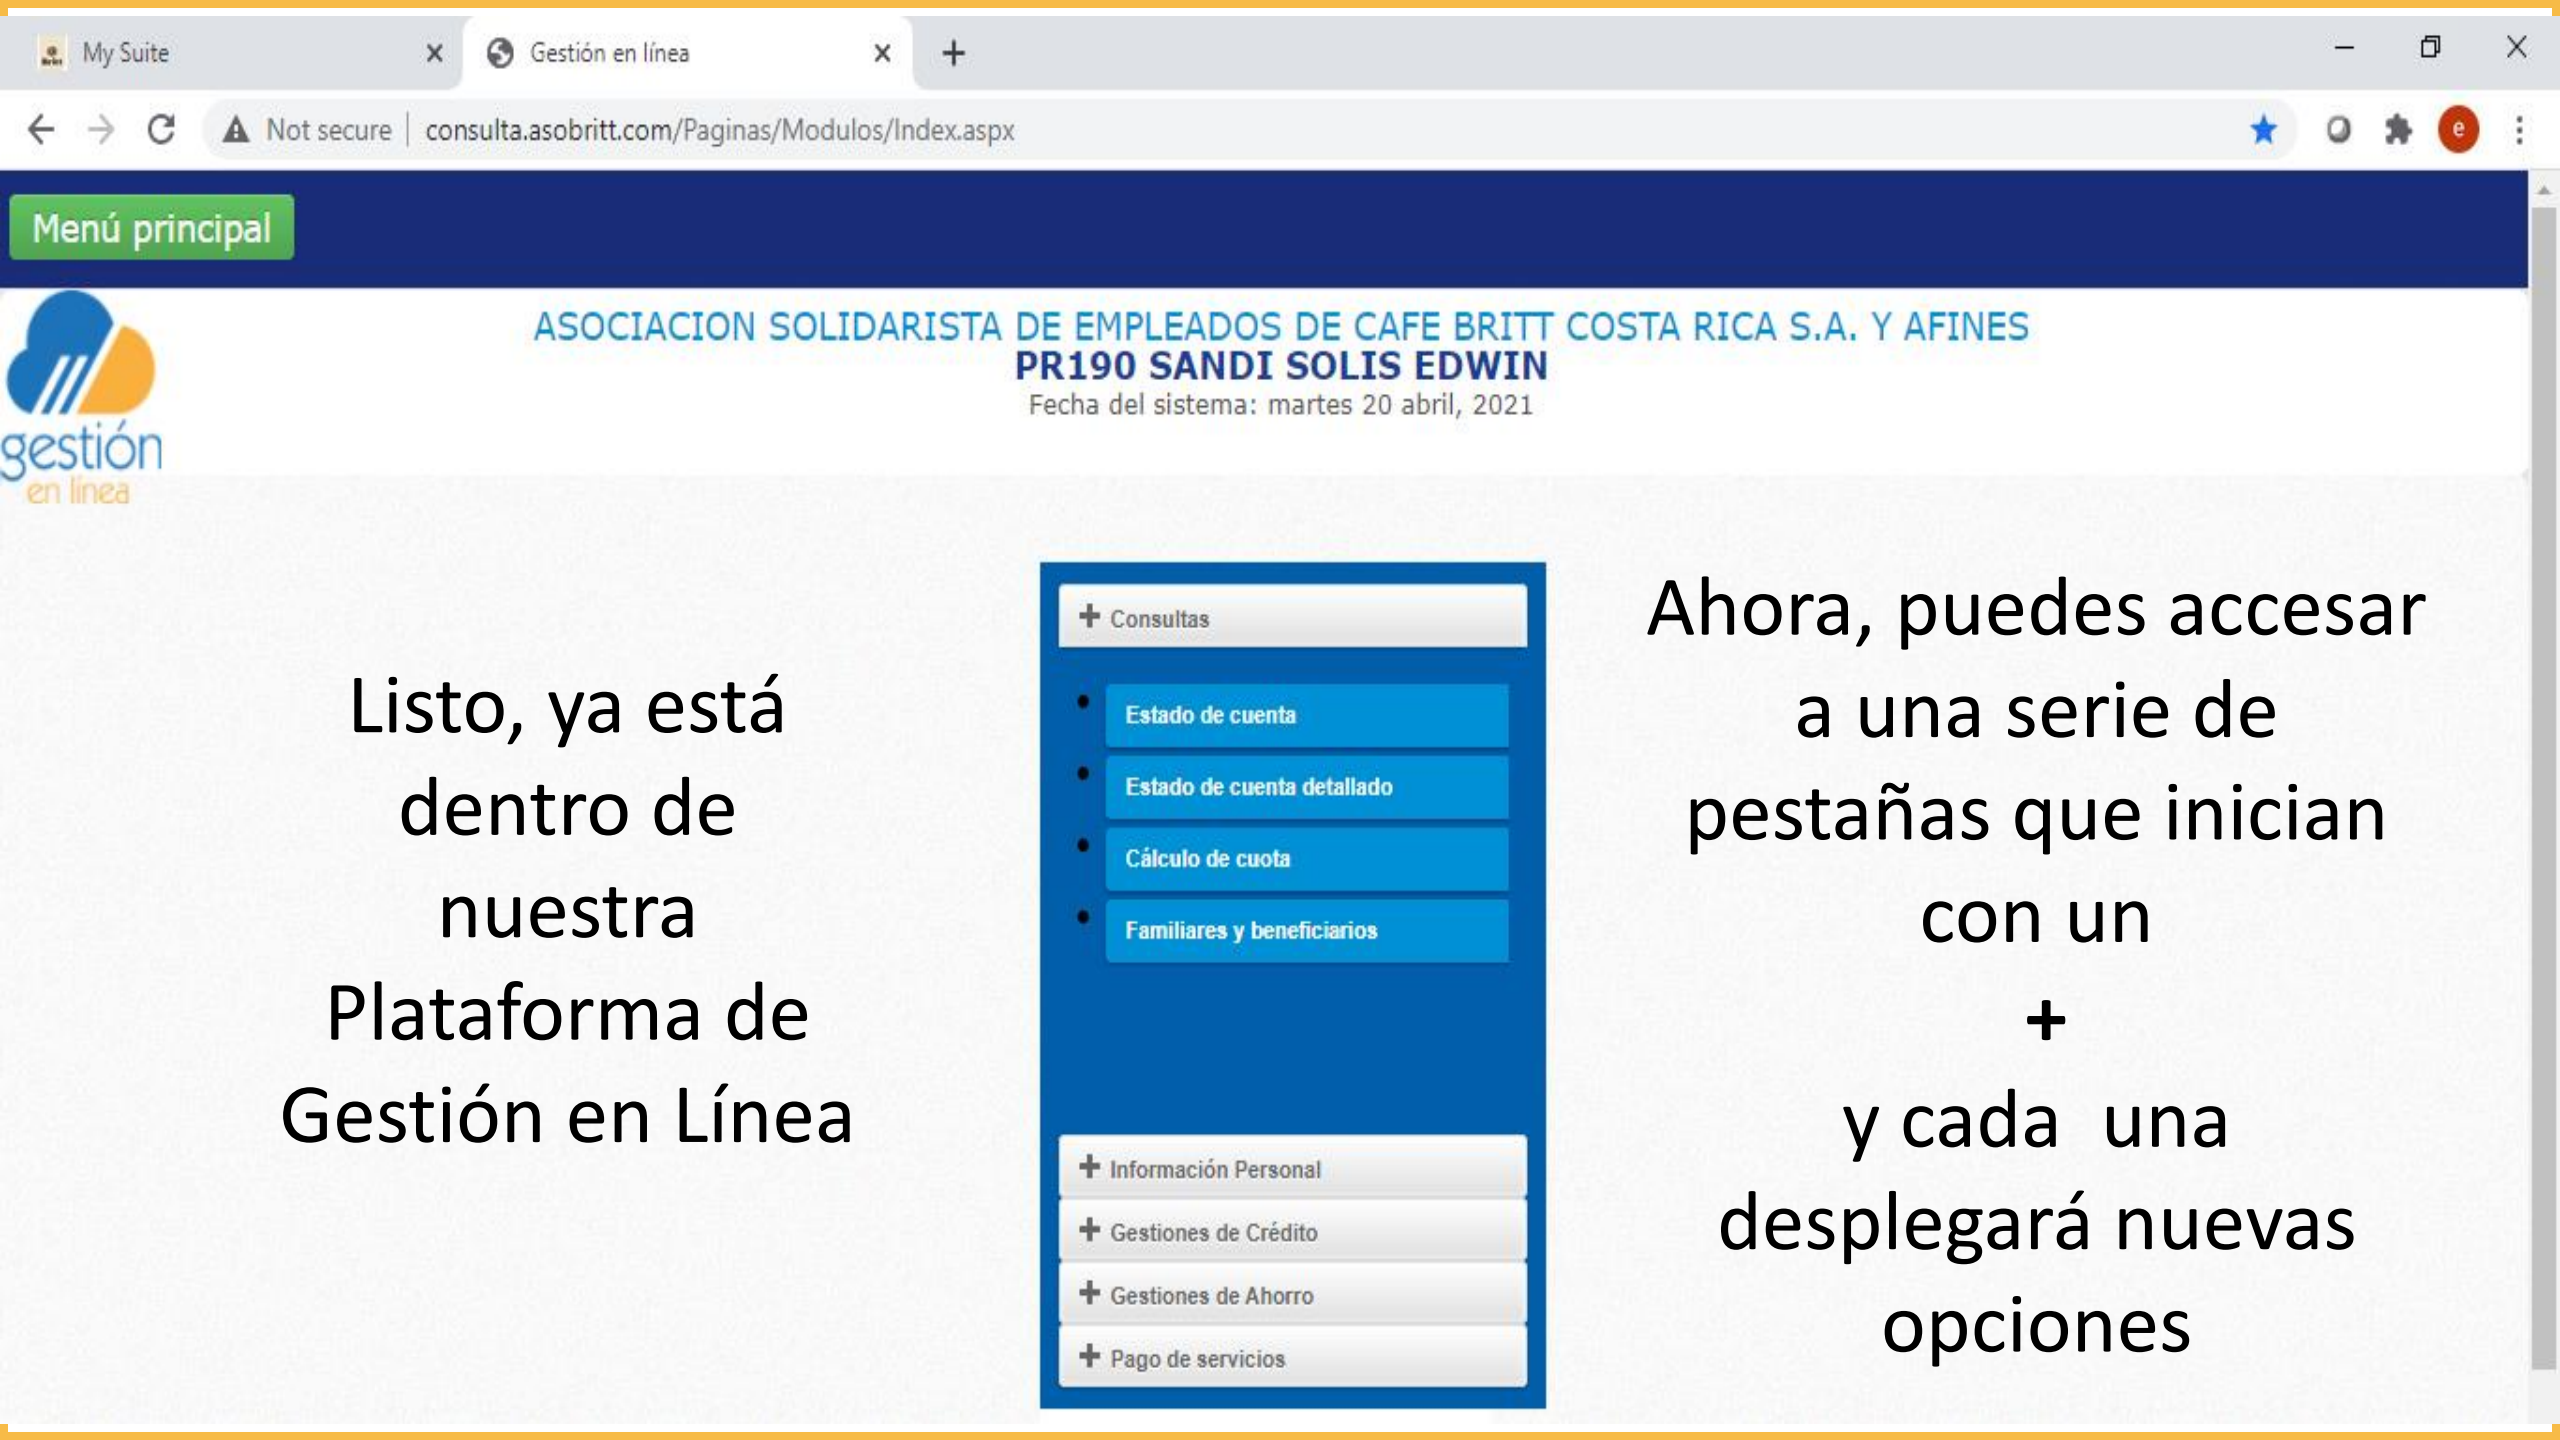 My Suite
Gestión en línea
Not secure | consulta.asobritt.com/Paginas/Modulos/Index.aspx
e
Menú principal
gestión
en línea
ASOCIACION SOLIDARISTA DE EMPLEADOS DE CAFE BRITT COSTA RICA S.A. Y AFINES
PR190 SANDI SOLIS EDWIN
Fecha del sistema: martes 20 abril, 2021
Listo, ya está
dentro de
nuestra
Plataforma de
Gestión en Línea
+ Consultas
• Estado de cuenta
• Estado de cuenta detallado
• Cálculo de cuota
• Familiares y beneficiarios
+ Información Personal
+ Gestiones de Crédito
+ Gestiones de Ahorro
+ Pago de servicios
Ahora, puedes accesar
a una serie de
pestañas que inician
con un
+
y cada  una
desplegará nuevas
opciones